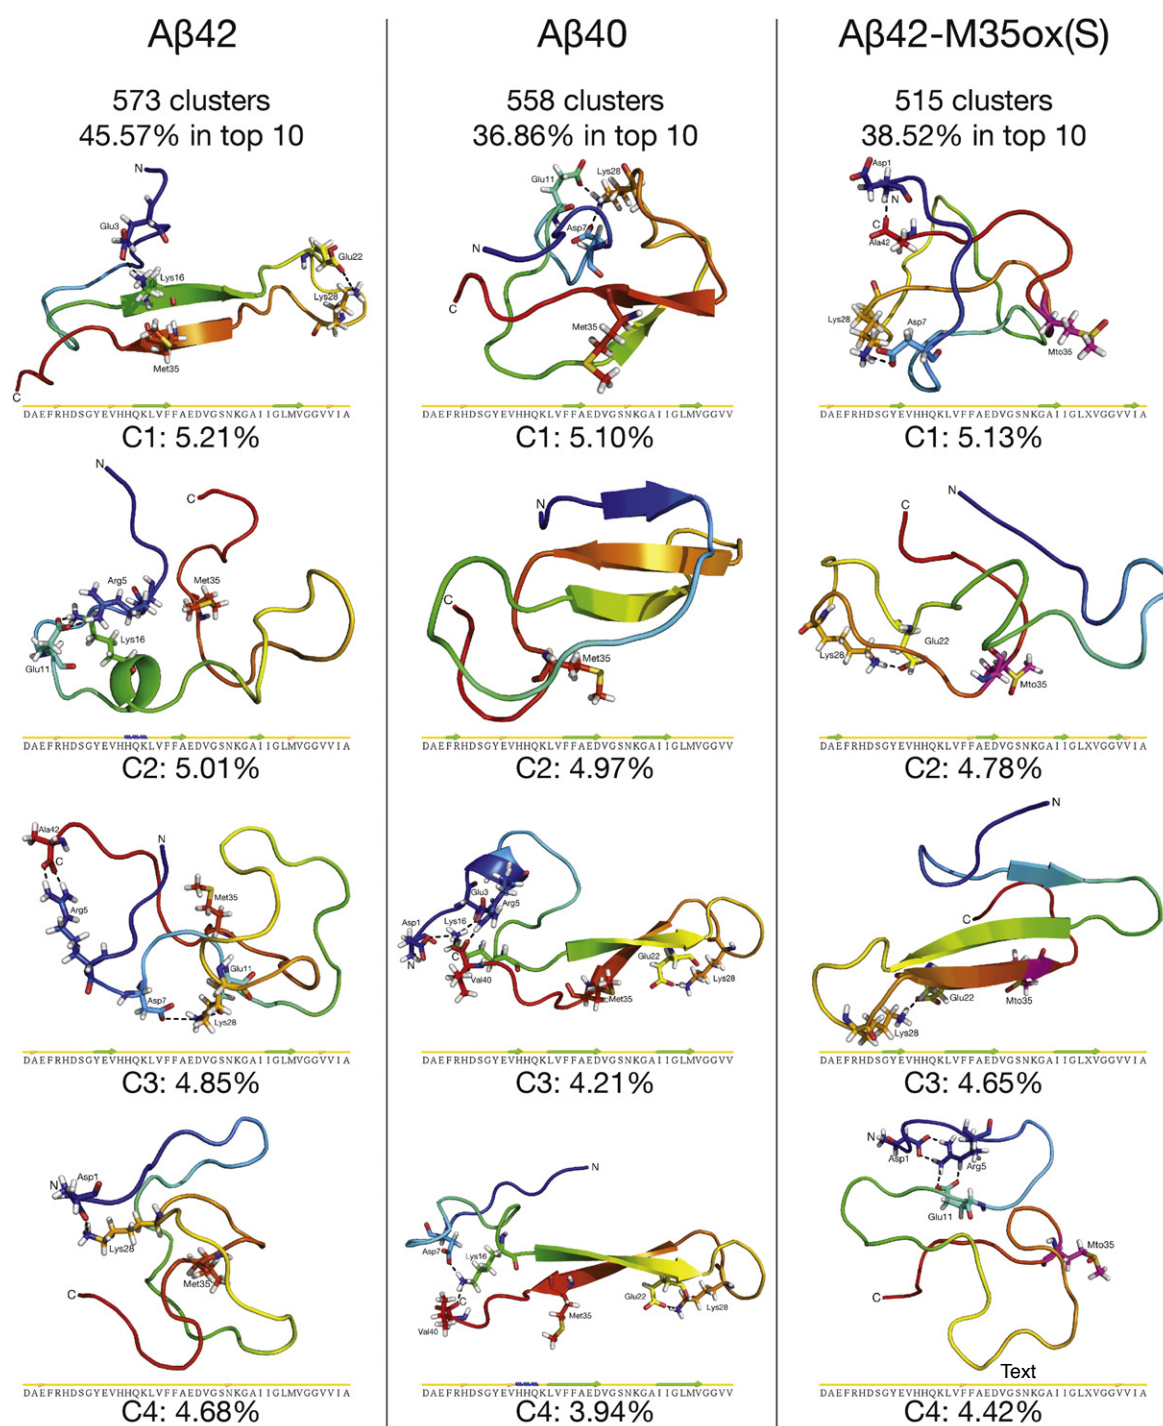 Aβ42
Aβ40
Aβ42-M35ox(S)
573 clusters
45.57% in top 10
558 clusters
36.86% in top 10
515 clusters
38.52% in top 10
N
Glu3
Lys16
Glu22
Lys28
Met35
C
Glu11
Lys28
Asp7
N
C
Met35
Asp1
N
C
Ala42
Lys28
Asp7
Mto35
DAEFRHDSGYEVHHQKLVFFAEDVGSNKGAIIGLMVGGVVIA
DAEFRHDSGYEVHHQKLVFFAEDVGSNKGAIIGLMVGGVV
DAEFRHDSGYEVHHQKLVFFAEDVGSNKGAIIGLXVGGVVIA
C1: 5.21%
C1: 5.10%
C1: 5.13%
N
C
Arg5
Met35
Lys16
Glu11
N
C
Met35
N
C
Glu22
Lys28
Mto35
DAEFRHDSGYEVHHQKLVFFAEDVGSNKGAIIGLMVGGVVIA
DAEFRHDSGYEVHHQKLVFFAEDVGSNKGAIIGLMVGGVV
DAEFRHDSGYEVHHQKLVFFAEDVGSNKGAIIGLXVGGVVIA
C2: 5.01%
C2: 4.97%
C2: 4.78%
Ala42
N
C
Arg5
Met35
Glu11
Asp7
Lys28
Glu3
Arg5
Asp1
Lys16
N
C
Val40
Glu22
Lys28
Met35
N
C
Glu22
Mto35
Lys28
DAEFRHDSGYEVHHQKLVFFAEDVGSNKGAIIGLMVGGVVIA
DAEFRHDSGYEVHHQKLVFFAEDVGSNKGAIIGLMVGGVV
DAEFRHDSGYEVHHQKLVFFAEDVGSNKGAIIGLXVGGVVIA
C3: 4.85%
C3: 4.21%
C3: 4.65%
N
Asp1
Lys28
Met35
C
N
Asp7
Lys16
C
Val40
Met35
Glu22
Lys28
N
Asp1
Arg5
Glu11
Mto35
C
Text
DAEFRHDSGYEVHHQKLVFFAEDVGSNKGAIIGLMVGGVVIA
DAEFRHDSGYEVHHQKLVFFAEDVGSNKGAIIGLMVGGVV
DAEFRHDSGYEVHHQKLVFFAEDVGSNKGAIIGLXVGGVVIA
C4: 4.68%
C4: 3.94%
C4: 4.42%